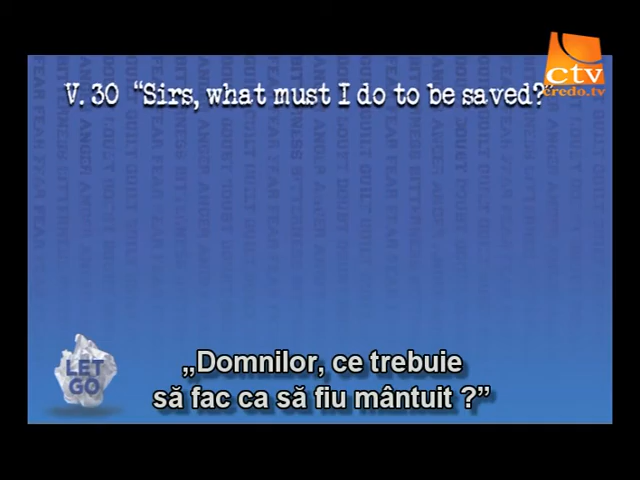 ctv
credo.tv
V. 30 “Sirs, what must I do to be saved?”
LET
GO
„Domnilor, ce trebuie
să fac ca să fiu mântuit ?”